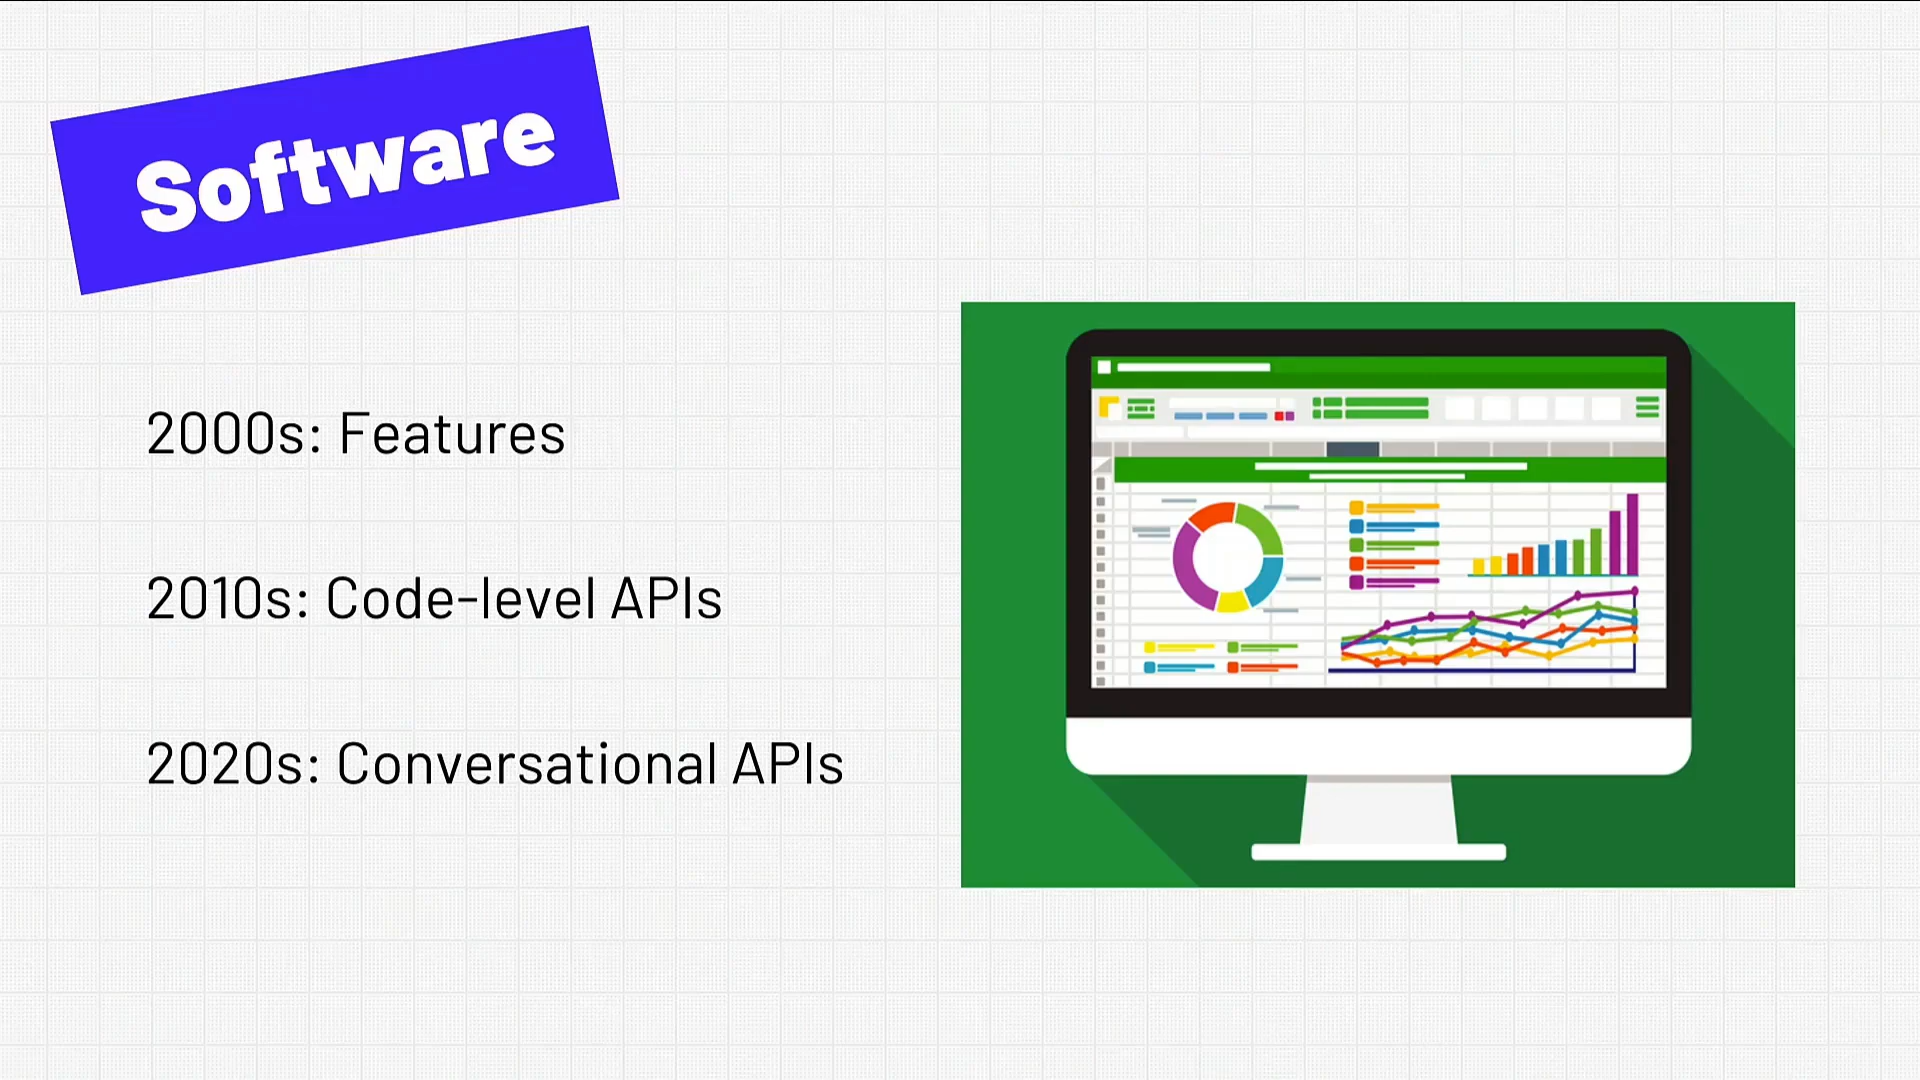 Software
2000s: Features
2010s: Code-level APIs
2020s: Conversational APIs